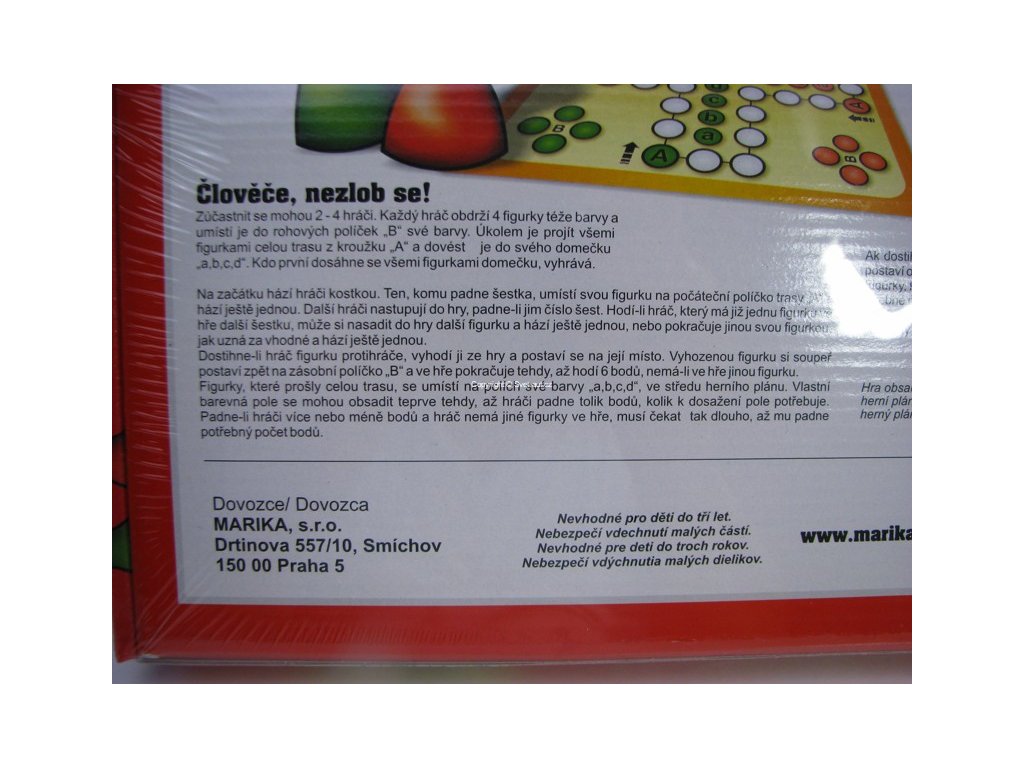 c
b
a
A
B
A
B
Člověče, nezlob se!
Zúčastnit se mohou 2 - 4 hráči. Každý hráč obdrží 4 figurky téže barvy a
umístí je do rohových políček „B“ své barvy. Úkolem je projít všemi
figurkami celou trasu z kroužku „A“ a dovést je do svého domečku
„a,b,c,d“. Kdo první dosáhne se všemi figurkami domečku, vyhrává.
Na začátku hází hráči kostkou. Ten, komu padne šestka, umístí svou figurku na počáteční políčko trasy „A“
hází ještě jednou. Další hráči nastupují do hry, padne-li jim číslo šest. Hodí-li hráč, který má již jednu figurku ve
hře další šestku, může si nasadit do hry další figurku a hází ještě jednou, nebo pokračuje jinou svou figurkou
jak uzná za vhodné a hází ještě jednou.
Dostihne-li hráč figurku protihráče, vyhodí ji ze hry a postaví se na její místo. Vyhozenou figurku si soupeř
postaví zpět na zásobní políčko „B“ a ve hře pokračuje tehdy, až hodí 6 bodů, nemá-li ve hře jinou figurku.
Figurky, které prošly celou trasu, se umístí na polích své barvy „a,b,c,d“, ve středu herního plánu. Vlastní
barevná pole se mohou obsadit teprve tehdy, až hráči padne tolik bodů, kolik k dosažení pole potřebuje.
Padne-li hráči více nebo méně bodů a hráč nemá jiné figurky ve hře, musí čekat tak dlouho, až mu padne
potřebný počet bodů.
Ak dostih
postaví
figurky,
Hra obsa
herní plán
herný plán
Dovozce/ Dovozca
MARIKA, s.r.o.
Drtinova 557/10, Smíchov
150 00 Praha 5
Nevhodné pro děti do tří let.
Nebezpečí vdechnutí malých částí.
Nevhodné pre deti do troch rokov.
Nebezpečí vdýchnutia malých dielikov.
www.marika